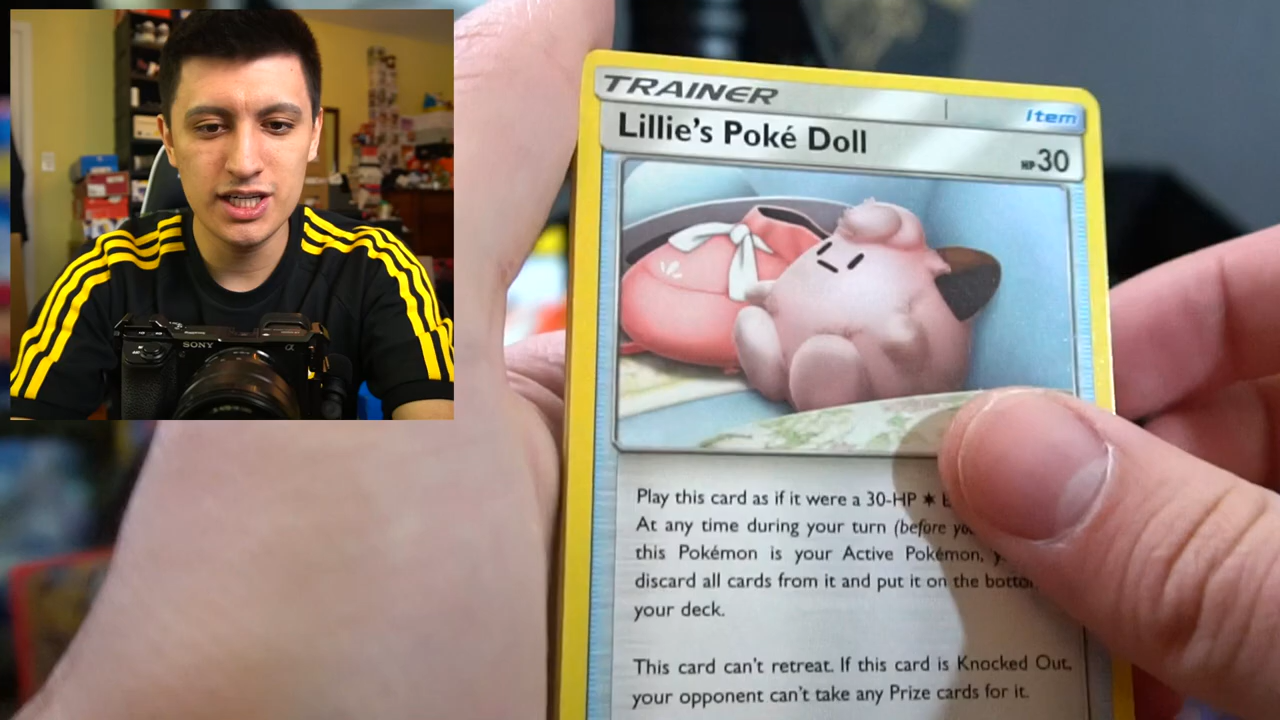 TRAINER
Item
Lillie's Poké Doll
HP 30
Play this card as if it were a 30-HP ✶
At any time during your turn (before
this Pokémon is your Active Pokémon,
discard all cards from it and put it on the
your deck.
This card can't retreat. If this card is Knocked Out,
your opponent can't take any Prize cards for it.
SONY
α